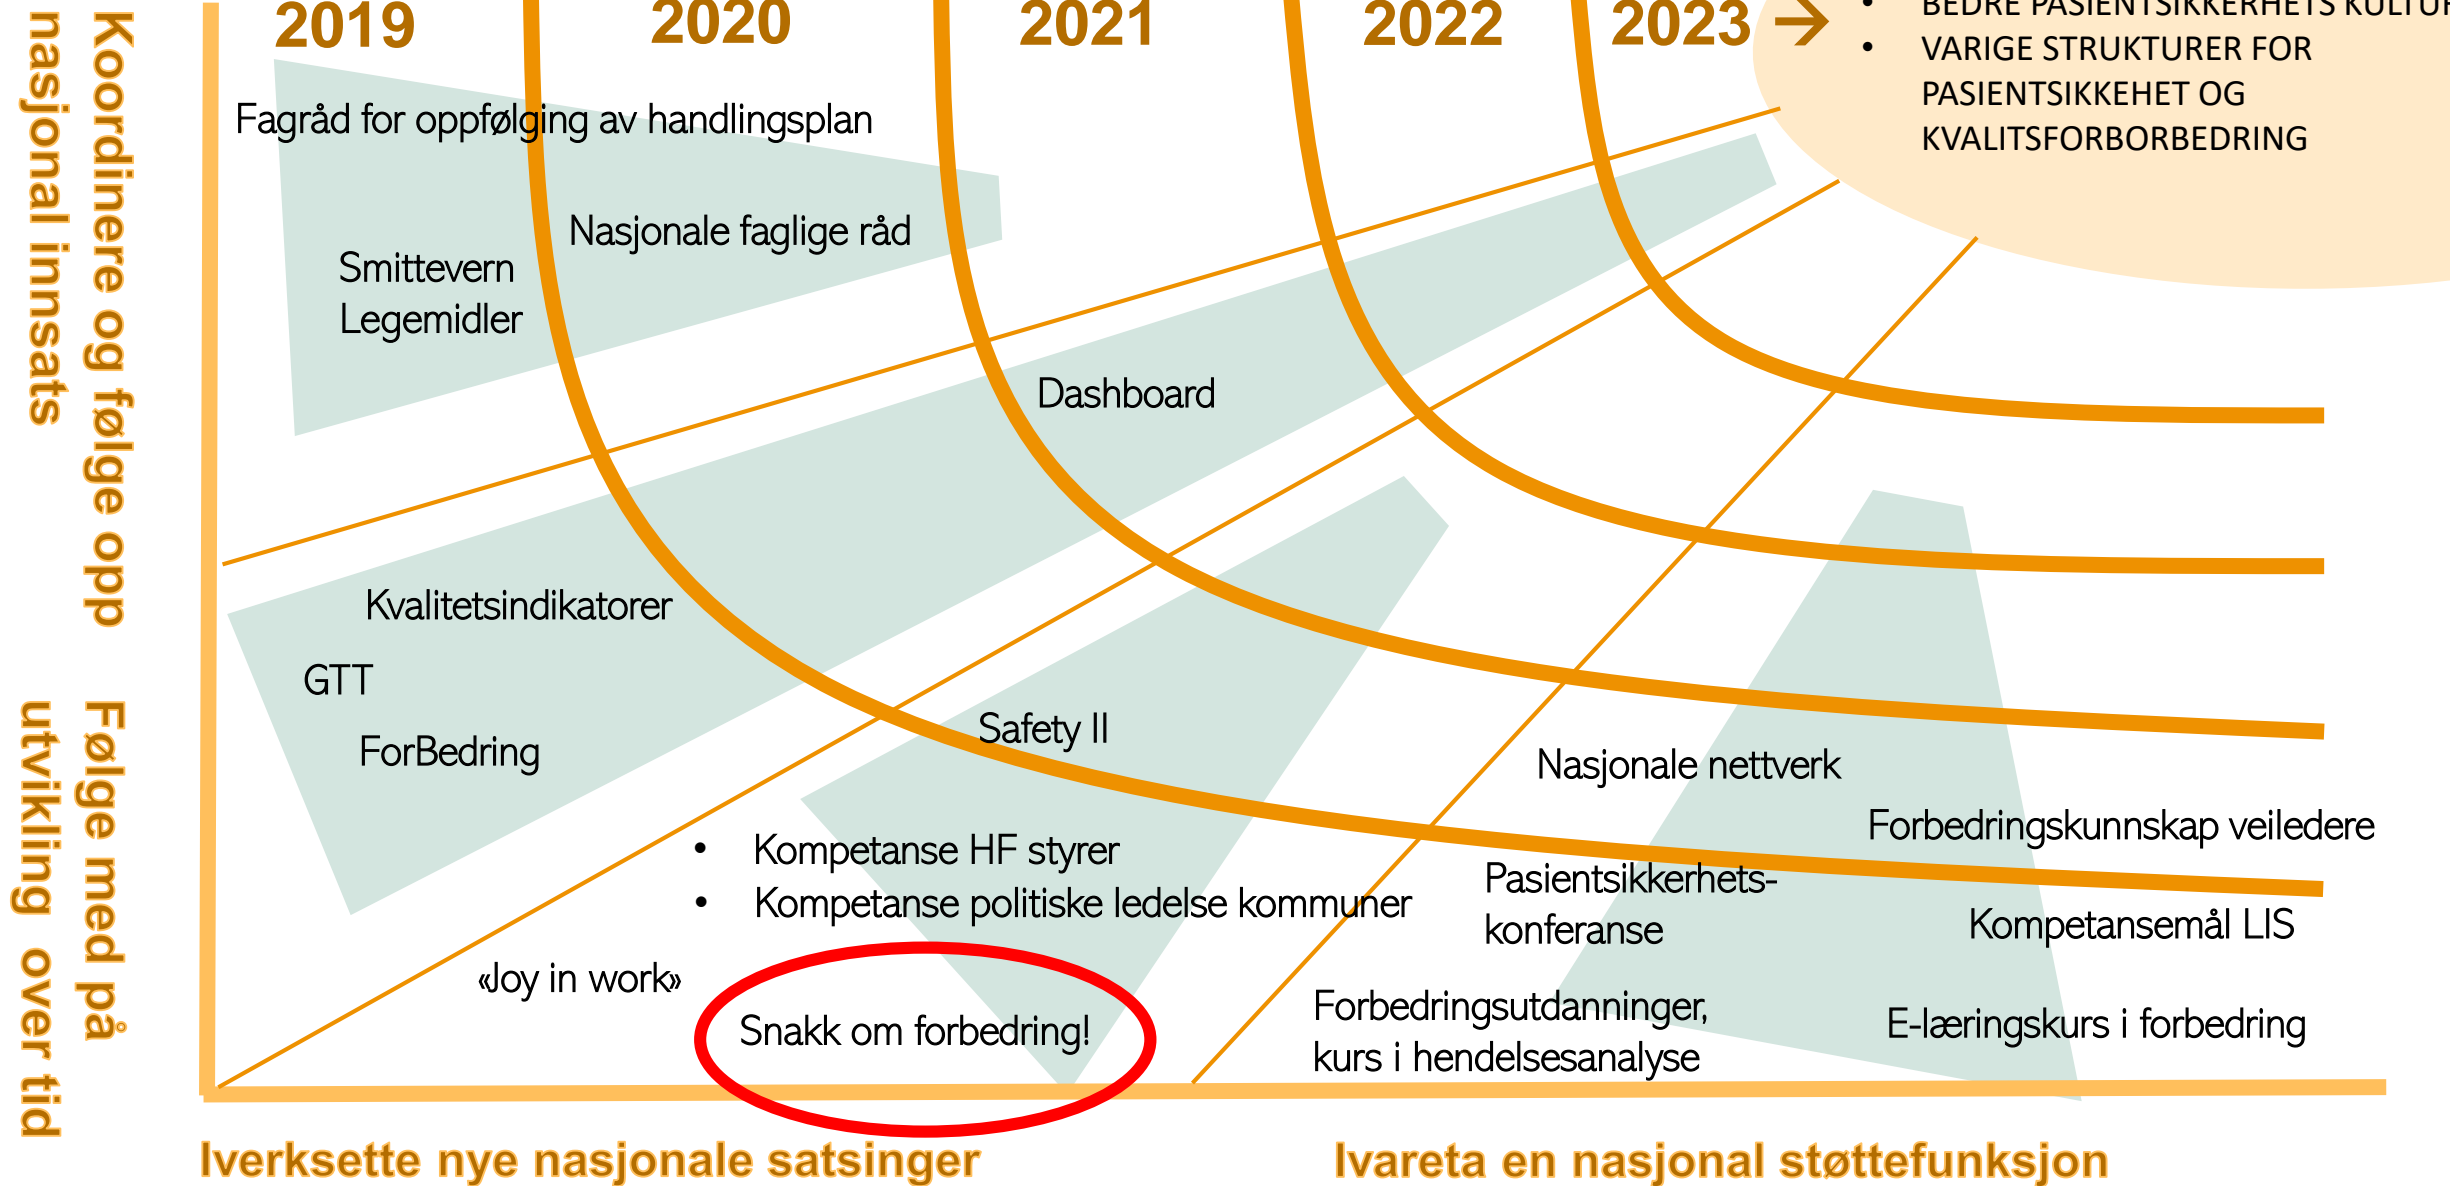 2019
2020
2021
2022
2023 →
• BEDRE PASIENTSIKKERHETS KULTUR
• VARIGE STRUKTURER FOR
PASIENTSIKKEHET OG
KVALITSFORBORBEDRING
Koordinere og følge opp
nasjonal innsats
Fagråd for oppfølging av handlingsplan
Nasjonale faglige råd
Smittevern
Legemidler
Dashboard
Kvalitetsindikatorer
GTT
ForBedring
Følge med på
utvikling over tid
Safety II
• Kompetanse HF styrer
• Kompetanse politiske ledelse kommuner
«Joy in work»
Snakk om forbedring!
Nasjonale nettverk
Forbedringskunnskap veiledere
Pasientsikkerhets-
konferanse
Kompetansemål LIS
Forbedringsutdanninger,
kurs i hendelsesanalyse
E-læringskurs i forbedring
Iverksette nye nasjonale satsinger
Ivareta en nasjonal støttefunksjon